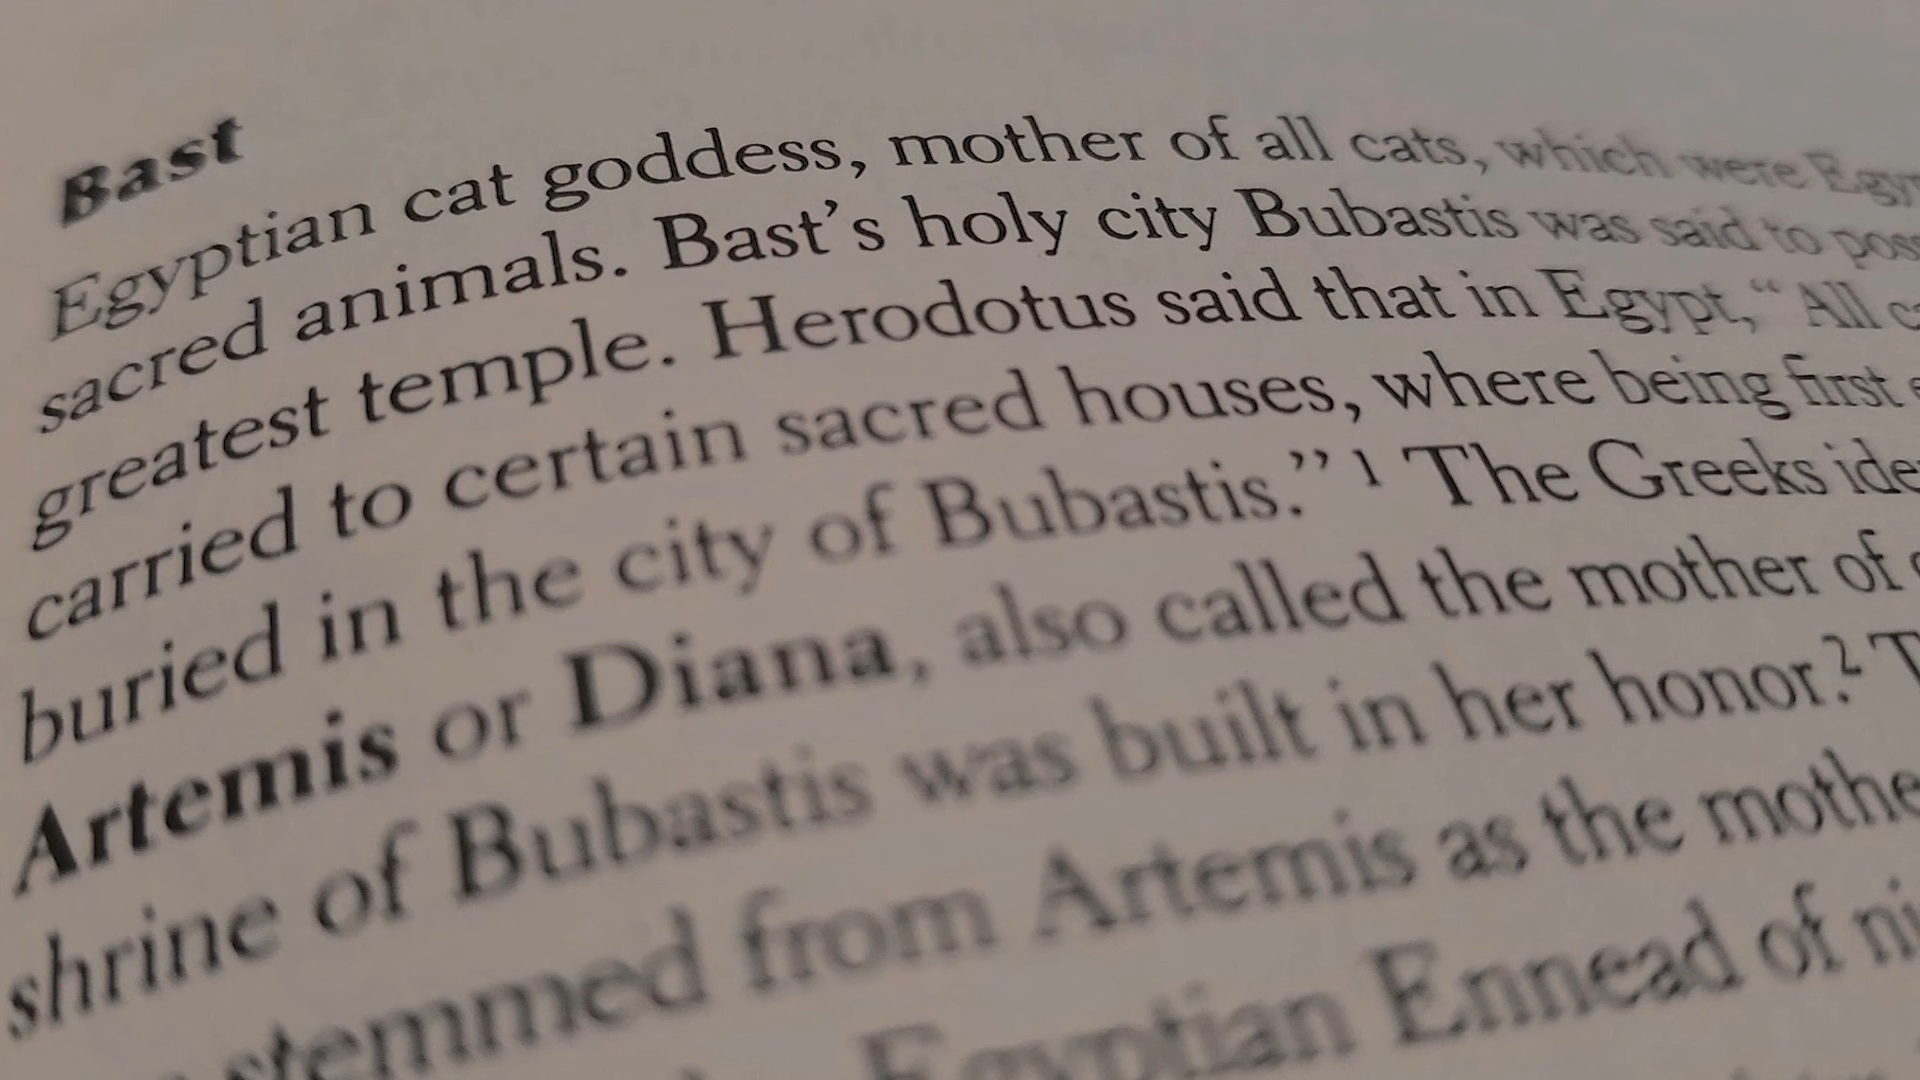 Bast
Egyptian cat goddess, mother of all cats, which were
sacred animals. Bast's holy city Bubastis was said to
greatest temple. Herodotus said that in Egypt, “All
carried to certain sacred houses, where being first
buried in the city of Bubastis.” 1 The Greeks
Artemis or Diana, also called the mother of
shrine of Bubastis was built in her honor.2
stemmed from Artemis as the
Egyptian Ennead of